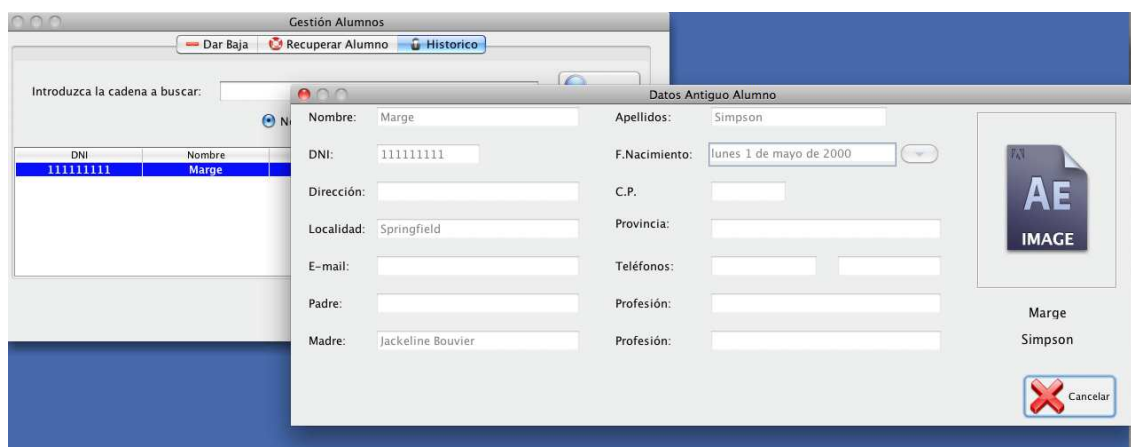 Gestión Alumnos
Dar Baja Recuperar Alumno Historico
Introduzca la cadena a buscar:
DNI Nombre
111111111 Marge
Datos Antiguo Alumno
Nombre: Marge Apellidos: Simpson
DNI: 111111111 F.Nacimiento: lunes 1 de mayo de 2000
Dirección: C.P.
Localidad: Springfield Provincia:
E-mail: Teléfonos:
Padre: Profesión:
Madre: Jackeline Bouvier Profesión:
AE
IMAGE
Marge
Simpson
Cancelar